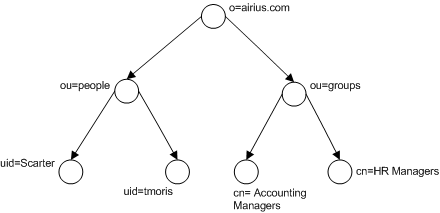 o=airius.com
ou=people
ou=groups
uid=Scarter
uid=tmoris
cn= Accounting
Managers
cn=HR Managers